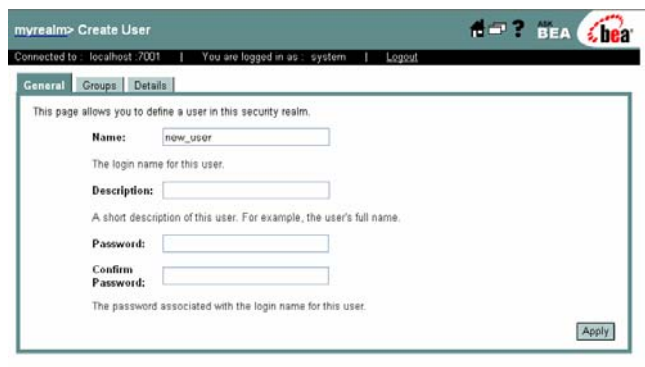 myrealm> Create User
? ASK BEA bea
Connected to : localhost :7001 | You are logged in as : system | Logout
General Groups Details
This page allows you to define a user in this security realm.
Name: new_user
The login name for this user.
Description:
A short description of this user. For example, the user's full name.
Password:
Confirm
Password:
The password associated with the login name for this user.
Apply